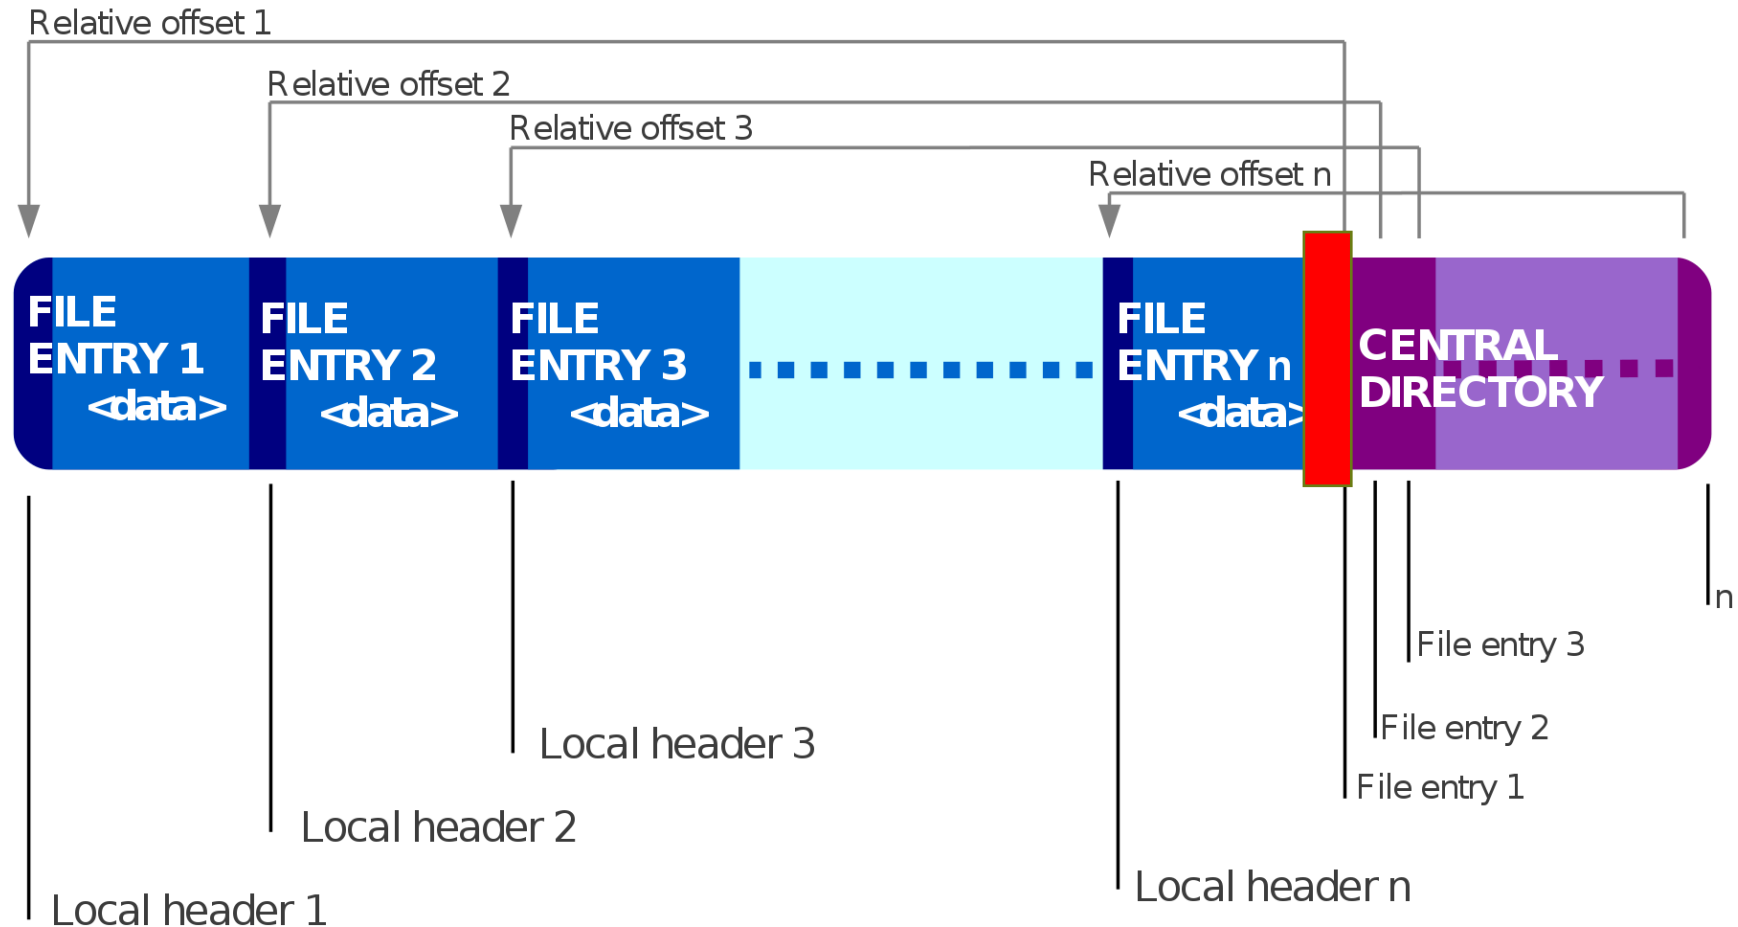 Relative offset 1
Relative offset 2
Relative offset 3
Relative offset n
FILE
ENTRY 1
<data>
FILE
ENTRY 2
<data>
FILE
ENTRY 3
<data>
FILE
ENTRY n
<data>
CENTRAL
DIRECTORY
n
File entry 3
File entry 2
File entry 1
Local header 3
Local header 2
Local header n
Local header 1